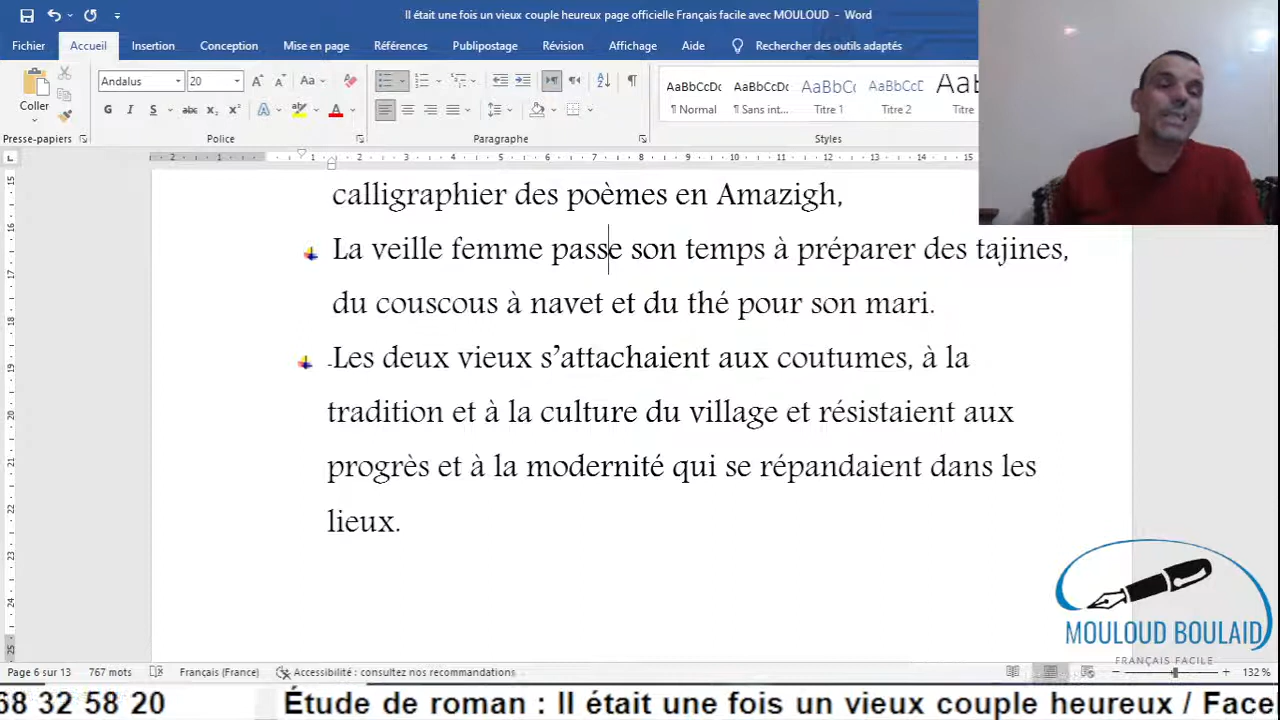 Il était une fois un vieux couple heureux page officielle Français facile avec MOULOUD - Word
Fichier Accueil Insertion Conception Mise en page Références Publipostage Révision Affichage Aide Rechercher des outils adaptés
Coller
Andalus 20
AaBbCcDc AaBbCcDc AaBbCcD AaBbCcD Aa
¶ Normal ¶ Sans int... Titre 1 Titre 2 Titre
Presse-papiers Police Paragraphe Styles
calligraphier des poèmes en Amazigh,
La veille femme passe son temps à préparer des tajines,
du couscous à navet et du thé pour son mari.
-Les deux vieux s’attachaient aux coutumes, à la
tradition et à la culture du village et résistaient aux
progrès et à la modernité qui se répandaient dans les
lieux.
MOULOUD BOULAID
FRANÇAIS FACILE
Page 6 sur 13 767 mots Français (France) Accessibilité : consultez nos recommandations 132 %
68 32 58 20 Étude de roman : Il était une fois un vieux couple heureux / Face